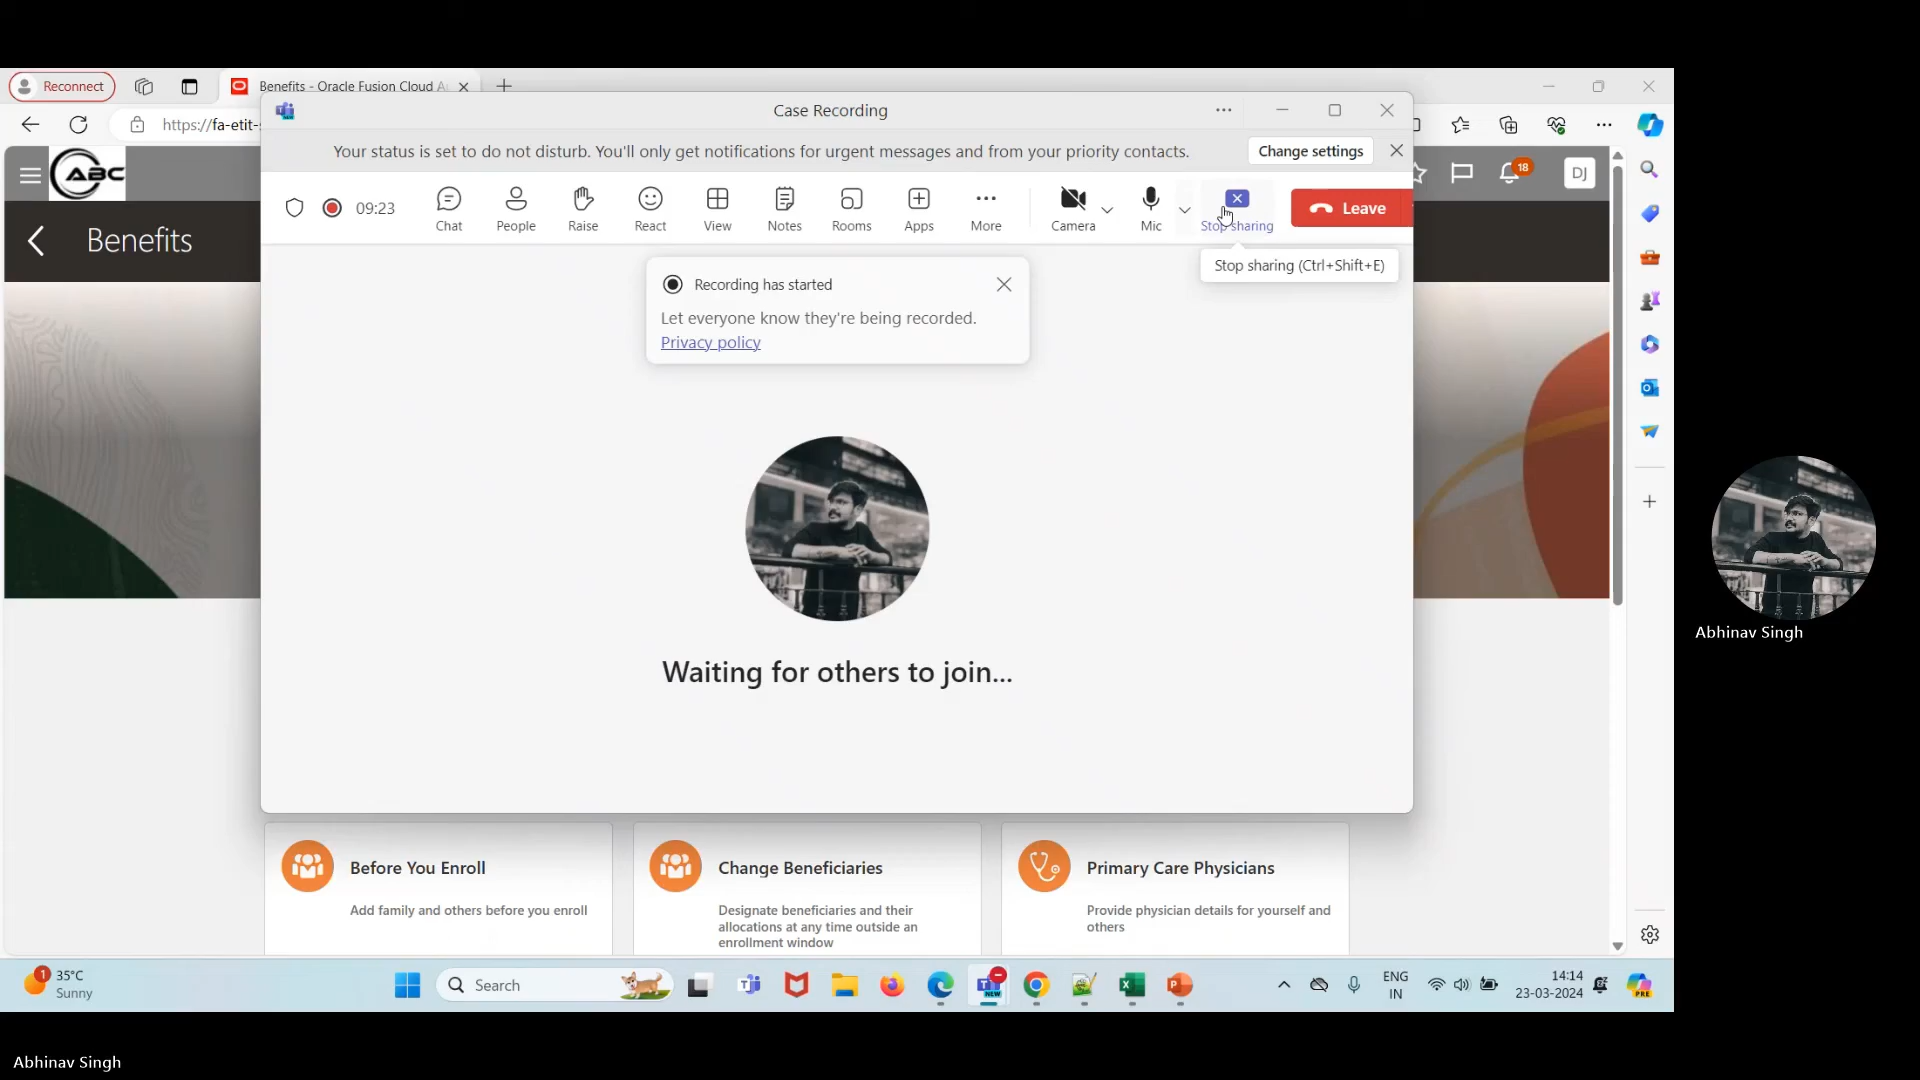 Reconnect
Benefits - Oracle Fusion Cloud A
https://fa-etit-s
Case Recording
Your status is set to do not disturb. You'll only get notifications for urgent messages and from your priority contacts.
Change settings
ABC
18
DJ
09:23
Chat
People
Raise
React
View
Notes
Rooms
Apps
More
Camera
Mic
Stop sharing
Leave
Benefits
Stop sharing (Ctrl+Shift+E)
Recording has started
Let everyone know they're being recorded.
Privacy policy
Waiting for others to join...
Abhinav Singh
Before You Enroll
Add family and others before you enroll
Change Beneficiaries
Designate beneficiaries and their
allocations at any time outside an
enrollment window
Primary Care Physicians
Provide physician details for yourself and
others
1
35°C
Sunny
Search
NEW
ENG
IN
14:14
23-03-2024
PRE
Abhinav Singh